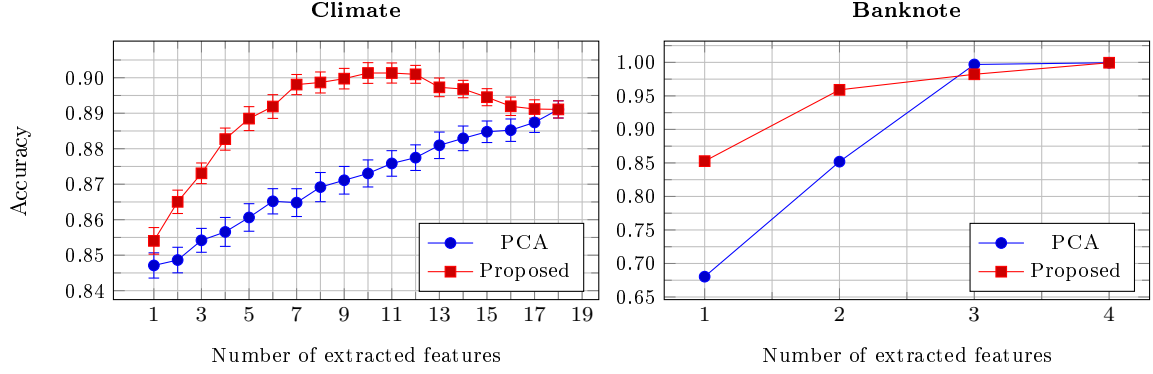 Climate
Accuracy
0.90
0.89
0.88
0.87
0.86
0.85
0.84
PCA
Proposed
1 3 5 7 9 11 13 15 17 19
Number of extracted features
Banknote
1.00
0.95
0.90
0.85
0.80
0.75
0.70
0.65
PCA
Proposed
1 2 3 4
Number of extracted features